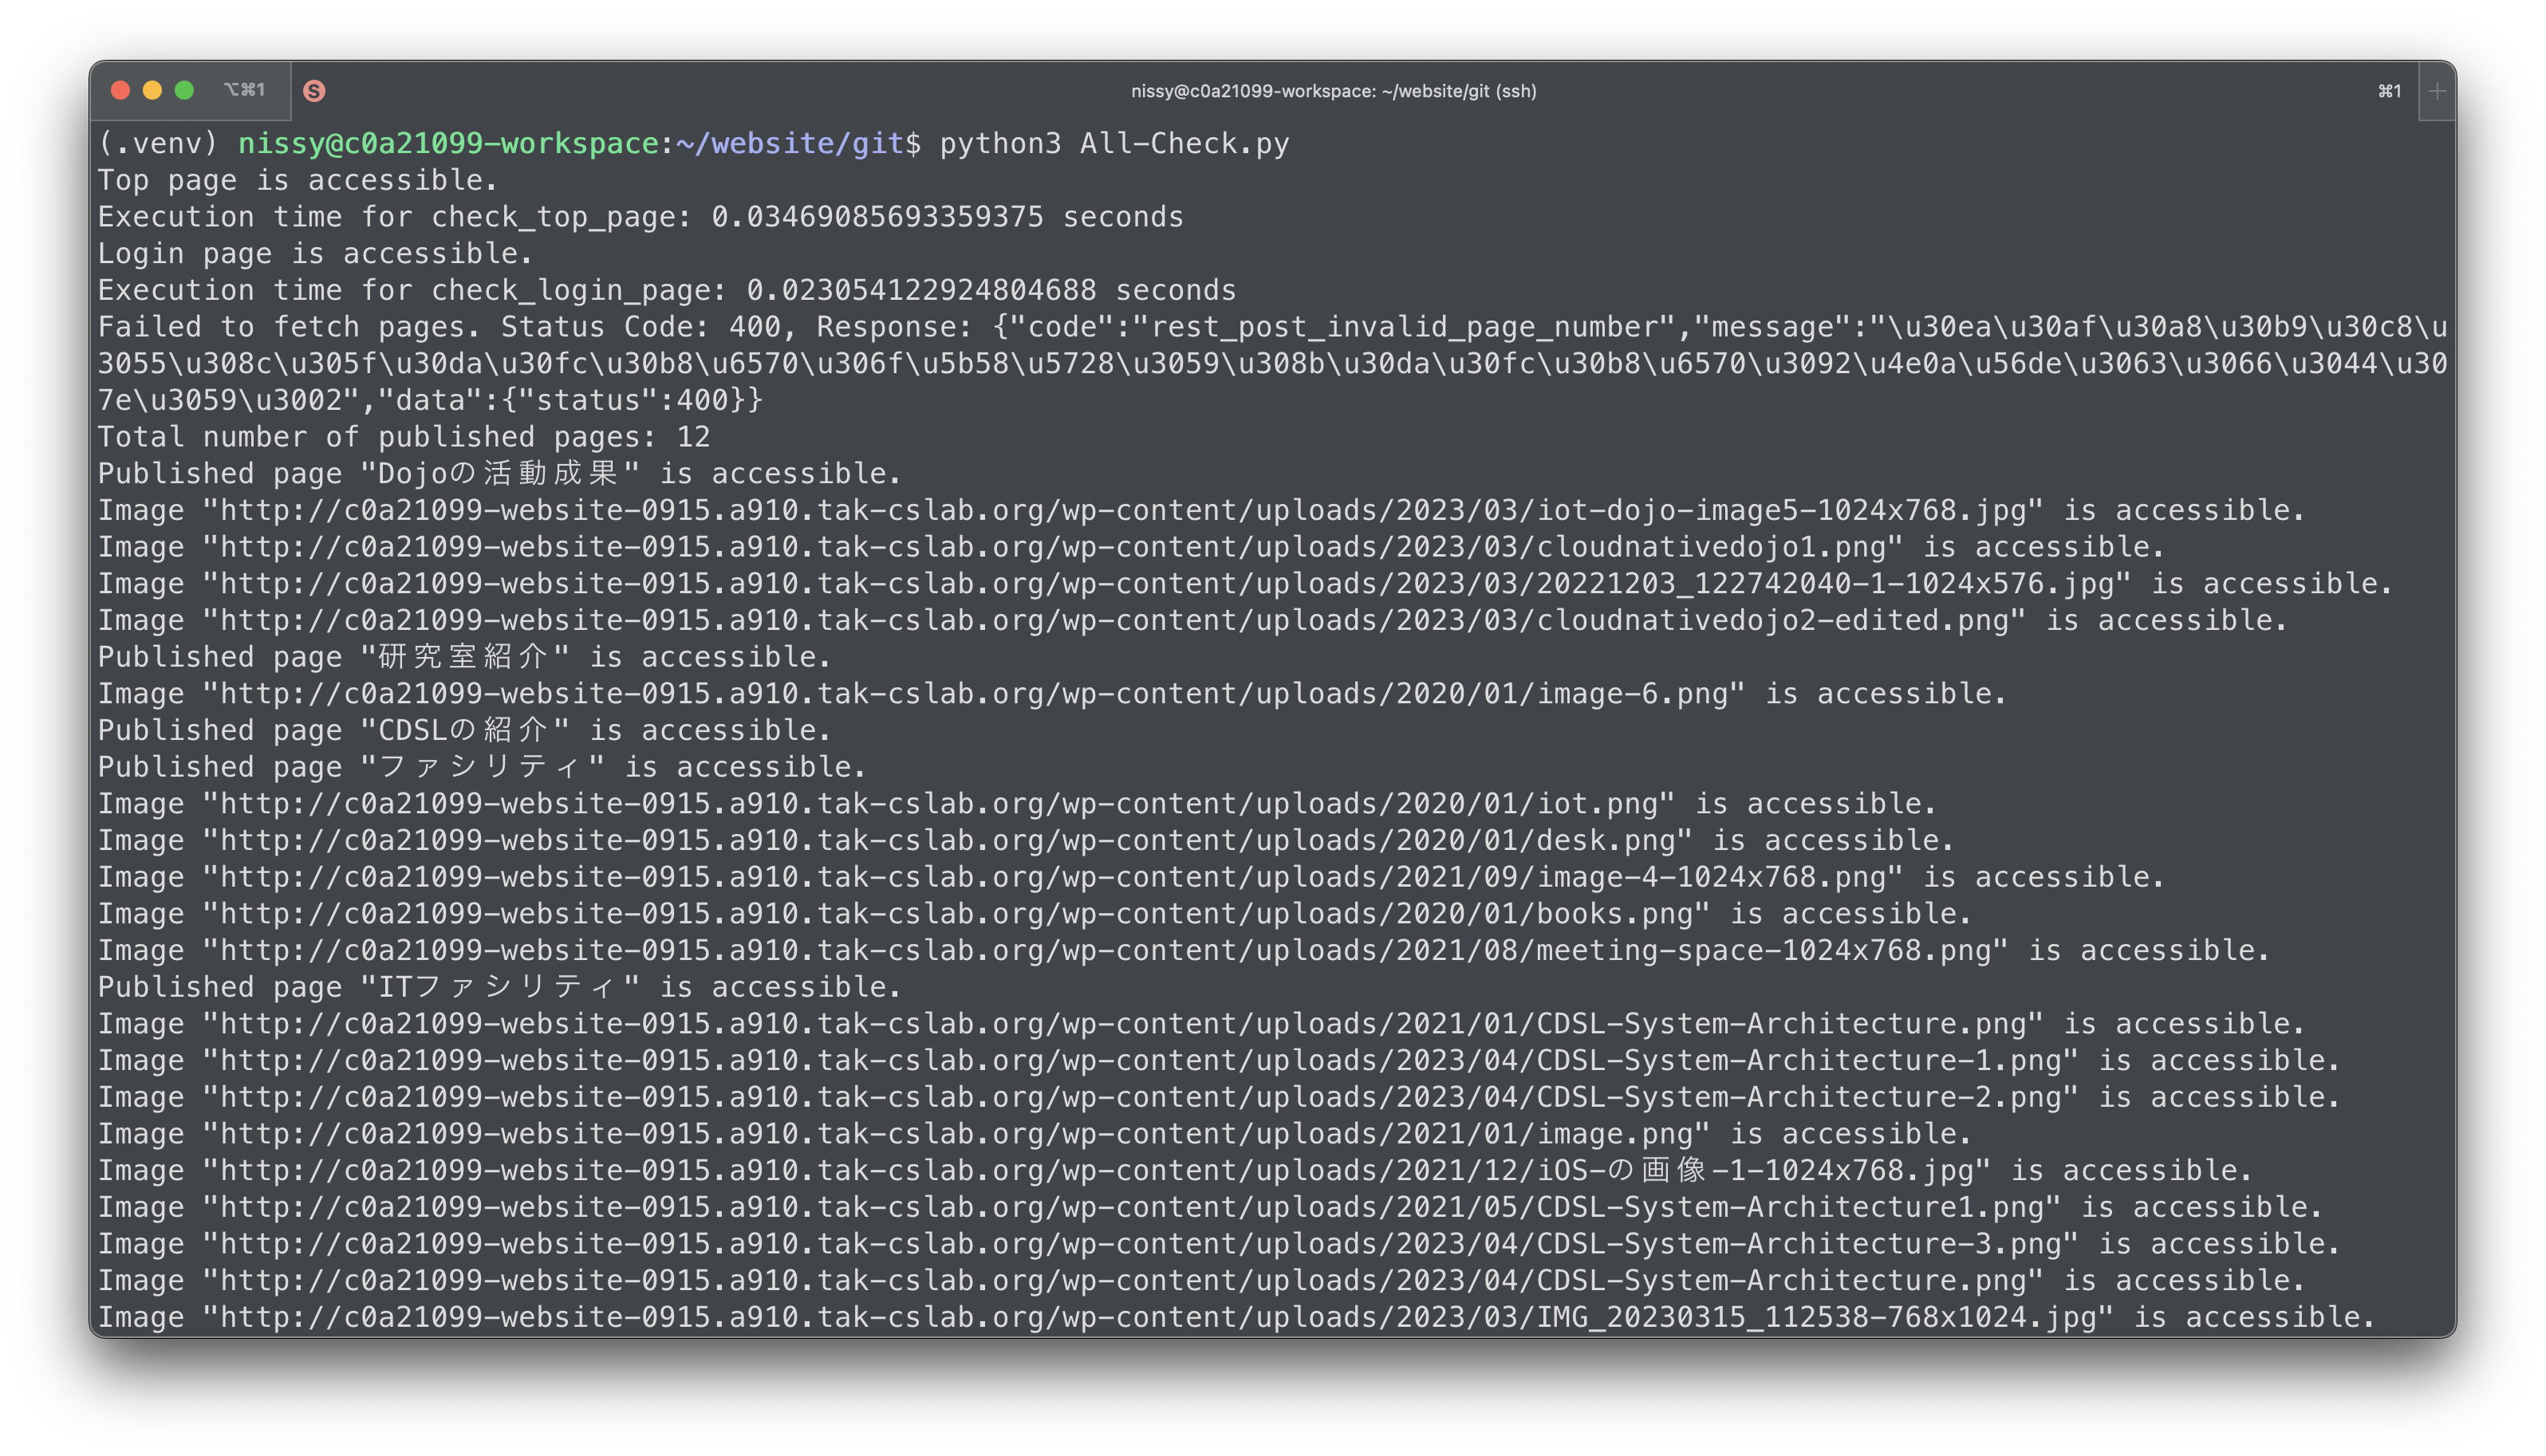 ⌥⌘1
S
nissy@c0a21099-workspace: ~/website/git (ssh)
⌘1
+
(.venv) nissy@c0a21099-workspace:~/website/git$ python3 All-Check.py
Top page is accessible.
Execution time for check_top_page: 0.03469085693359375 seconds
Login page is accessible.
Execution time for check_login_page: 0.023054122924804688 seconds
Failed to fetch pages. Status Code: 400, Response: {"code":"rest_post_invalid_page_number","message":"\u30ea\u30af\u30a8\u30b9\u30c8\u
3055\u308c\u305f\u30da\u30fc\u30b8\u6570\u306f\u5b58\u5728\u3059\u308b\u30da\u30fc\u30b8\u6570\u3092\u4e0a\u56de\u3063\u3066\u3044\u30
7e\u3059\u3002","data":{"status":400}}
Total number of published pages: 12
Published page "Dojoの活動成果" is accessible.
Image "http://c0a21099-website-0915.a910.tak-cslab.org/wp-content/uploads/2023/03/iot-dojo-image5-1024x768.jpg" is accessible.
Image "http://c0a21099-website-0915.a910.tak-cslab.org/wp-content/uploads/2023/03/cloudnativedojo1.png" is accessible.
Image "http://c0a21099-website-0915.a910.tak-cslab.org/wp-content/uploads/2023/03/20221203_122742040-1-1024x576.jpg" is accessible.
Image "http://c0a21099-website-0915.a910.tak-cslab.org/wp-content/uploads/2023/03/cloudnativedojo2-edited.png" is accessible.
Published page "研究室紹介" is accessible.
Image "http://c0a21099-website-0915.a910.tak-cslab.org/wp-content/uploads/2020/01/image-6.png" is accessible.
Published page "CDSLの紹介" is accessible.
Published page "ファシリティ" is accessible.
Image "http://c0a21099-website-0915.a910.tak-cslab.org/wp-content/uploads/2020/01/iot.png" is accessible.
Image "http://c0a21099-website-0915.a910.tak-cslab.org/wp-content/uploads/2020/01/desk.png" is accessible.
Image "http://c0a21099-website-0915.a910.tak-cslab.org/wp-content/uploads/2021/09/image-4-1024x768.png" is accessible.
Image "http://c0a21099-website-0915.a910.tak-cslab.org/wp-content/uploads/2020/01/books.png" is accessible.
Image "http://c0a21099-website-0915.a910.tak-cslab.org/wp-content/uploads/2021/08/meeting-space-1024x768.png" is accessible.
Published page "ITファシリティ" is accessible.
Image "http://c0a21099-website-0915.a910.tak-cslab.org/wp-content/uploads/2021/01/CDSL-System-Architecture.png" is accessible.
Image "http://c0a21099-website-0915.a910.tak-cslab.org/wp-content/uploads/2023/04/CDSL-System-Architecture-1.png" is accessible.
Image "http://c0a21099-website-0915.a910.tak-cslab.org/wp-content/uploads/2023/04/CDSL-System-Architecture-2.png" is accessible.
Image "http://c0a21099-website-0915.a910.tak-cslab.org/wp-content/uploads/2021/01/image.png" is accessible.
Image "http://c0a21099-website-0915.a910.tak-cslab.org/wp-content/uploads/2021/12/iOS-の画像-1-1024x768.jpg" is accessible.
Image "http://c0a21099-website-0915.a910.tak-cslab.org/wp-content/uploads/2021/05/CDSL-System-Architecture1.png" is accessible.
Image "http://c0a21099-website-0915.a910.tak-cslab.org/wp-content/uploads/2023/04/CDSL-System-Architecture-3.png" is accessible.
Image "http://c0a21099-website-0915.a910.tak-cslab.org/wp-content/uploads/2023/04/CDSL-System-Architecture.png" is accessible.
Image "http://c0a21099-website-0915.a910.tak-cslab.org/wp-content/uploads/2023/03/IMG_20230315_112538-768x1024.jpg" is accessible.